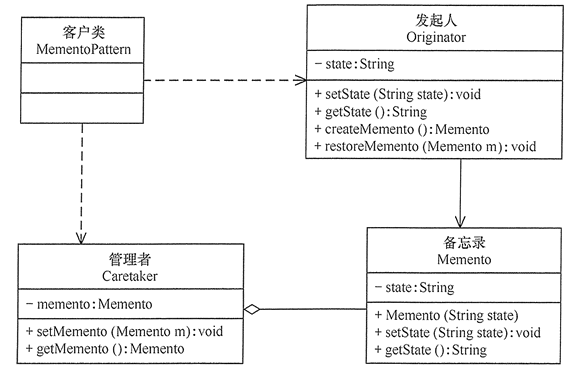 客户类
MementoPattern
发起人
Originator
- state:String
+ setState (String state):void
+ getState ():String
+ createMemento ():Memento
+ restoreMemento (Memento m):void
管理者
Caretaker
- memento:Memento
+ setMemento (Memento m):void
+ getMemento ():Memento
备忘录
Memento
- state:String
+ Memento (String state)
+ setState (String state):void
+ getState ():String